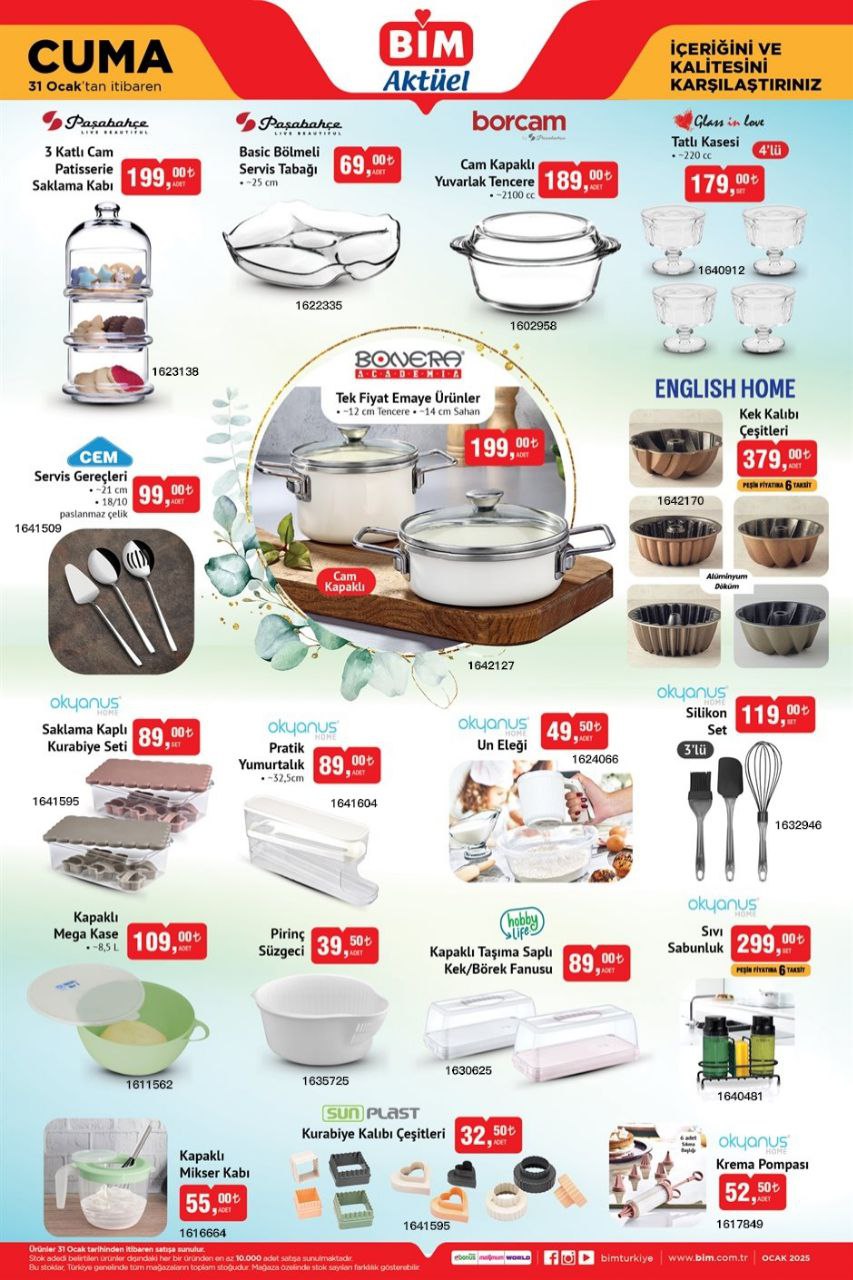 CUMA
31 Ocak'tan itibaren
BİM
Aktüel
İÇERİĞİNİ VE
KALİTESİNİ
KARŞILAŞTIRINIZ
Paşabahçe
LIVE BEAUTIFUL
3 Katlı Cam
Patisserie
Saklama Kabı
199,00₺
ADET
1623138
Paşabahçe
LIVE BEAUTIFUL
Basic Bölmeli
Servis Tabağı
• ~25 cm
69,00₺
ADET
1622335
borcam
by Paşabahçe
Cam Kapaklı
Yuvarlak Tencere
• ~2100 cc
189,00₺
ADET
1602958
Glass in love
Tatlı Kasesi
• ~220 cc
4'lü
179,00₺
SET
1640912
BONERA
ACADEMIA
Tek Fiyat Emaye Ürünler
• ~12 cm Tencere • ~14 cm Sahan
199,00₺
ADET
Cam
Kapaklı
1642127
ENGLISH HOME
Kek Kalıbı
Çeşitleri
379,00₺
ADET
PEŞİN FİYATINA 6 TAKSİT
1642170
Alüminyum
Döküm
CEM
Servis Gereçleri
• ~21 cm
• 18/10
paslanmaz çelik
99,00₺
ADET
1641509
okyanus
HOME
Saklama Kaplı
Kurabiye Seti
89,00₺
SET
1641595
okyanus
HOME
Pratik
Yumurtalık
• ~32,5cm
89,00₺
ADET
1641604
okyanus
HOME
Un Eleği
49,50₺
ADET
1624066
okyanus
HOME
Silikon
Set
3'lü
119,00₺
SET
1632946
Kapaklı
Mega Kase
• ~8,5 L
109,00₺
ADET
1611562
Pirinç
Süzgeci
39,50₺
ADET
1635725
hobby
life
Kapaklı Taşıma Saplı
Kek/Börek Fanusu
89,00₺
ADET
1630625
okyanus
HOME
Sıvı
Sabunluk
299,00₺
SET
PEŞİN FİYATINA 6 TAKSİT
1640481
Kapaklı
Mikser Kabı
55,00₺
ADET
1616664
SUN PLAST
Kurabiye Kalıbı Çeşitleri
32,50₺
ADET
1641595
6 adet
Sıkma
Başlığı
okyanus
HOME
Krema Pompası
52,50₺
ADET
1617849
Ürünler 31 Ocak tarihinden itibaren satışa sunulur.
Stok adedi belirtilen ürünler dışındaki her bir üründen en az 10.000 adet satışa sunulmaktadır.
Bu stoklar, Türkiye genelinde tüm mağazaların toplam stoğudur. Mağaza özelinde stok sayıları farklılık gösterebilir.
bonus maximum WORLD
bimturkiye
www.bim.com.tr
OCAK 2025